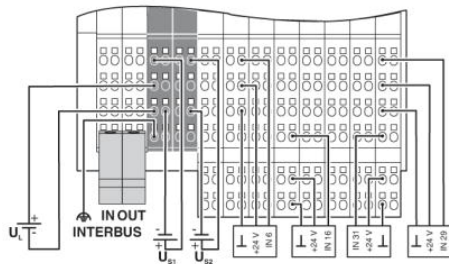 IN OUT
INTERBUS
+
-
U_L
-
+
U_S1
-
+
U_S2
⊥
+24 V
IN 6
⊥
+24 V
IN 16
IN 31
+24 V
⊥
⊥
+24 V
IN 29